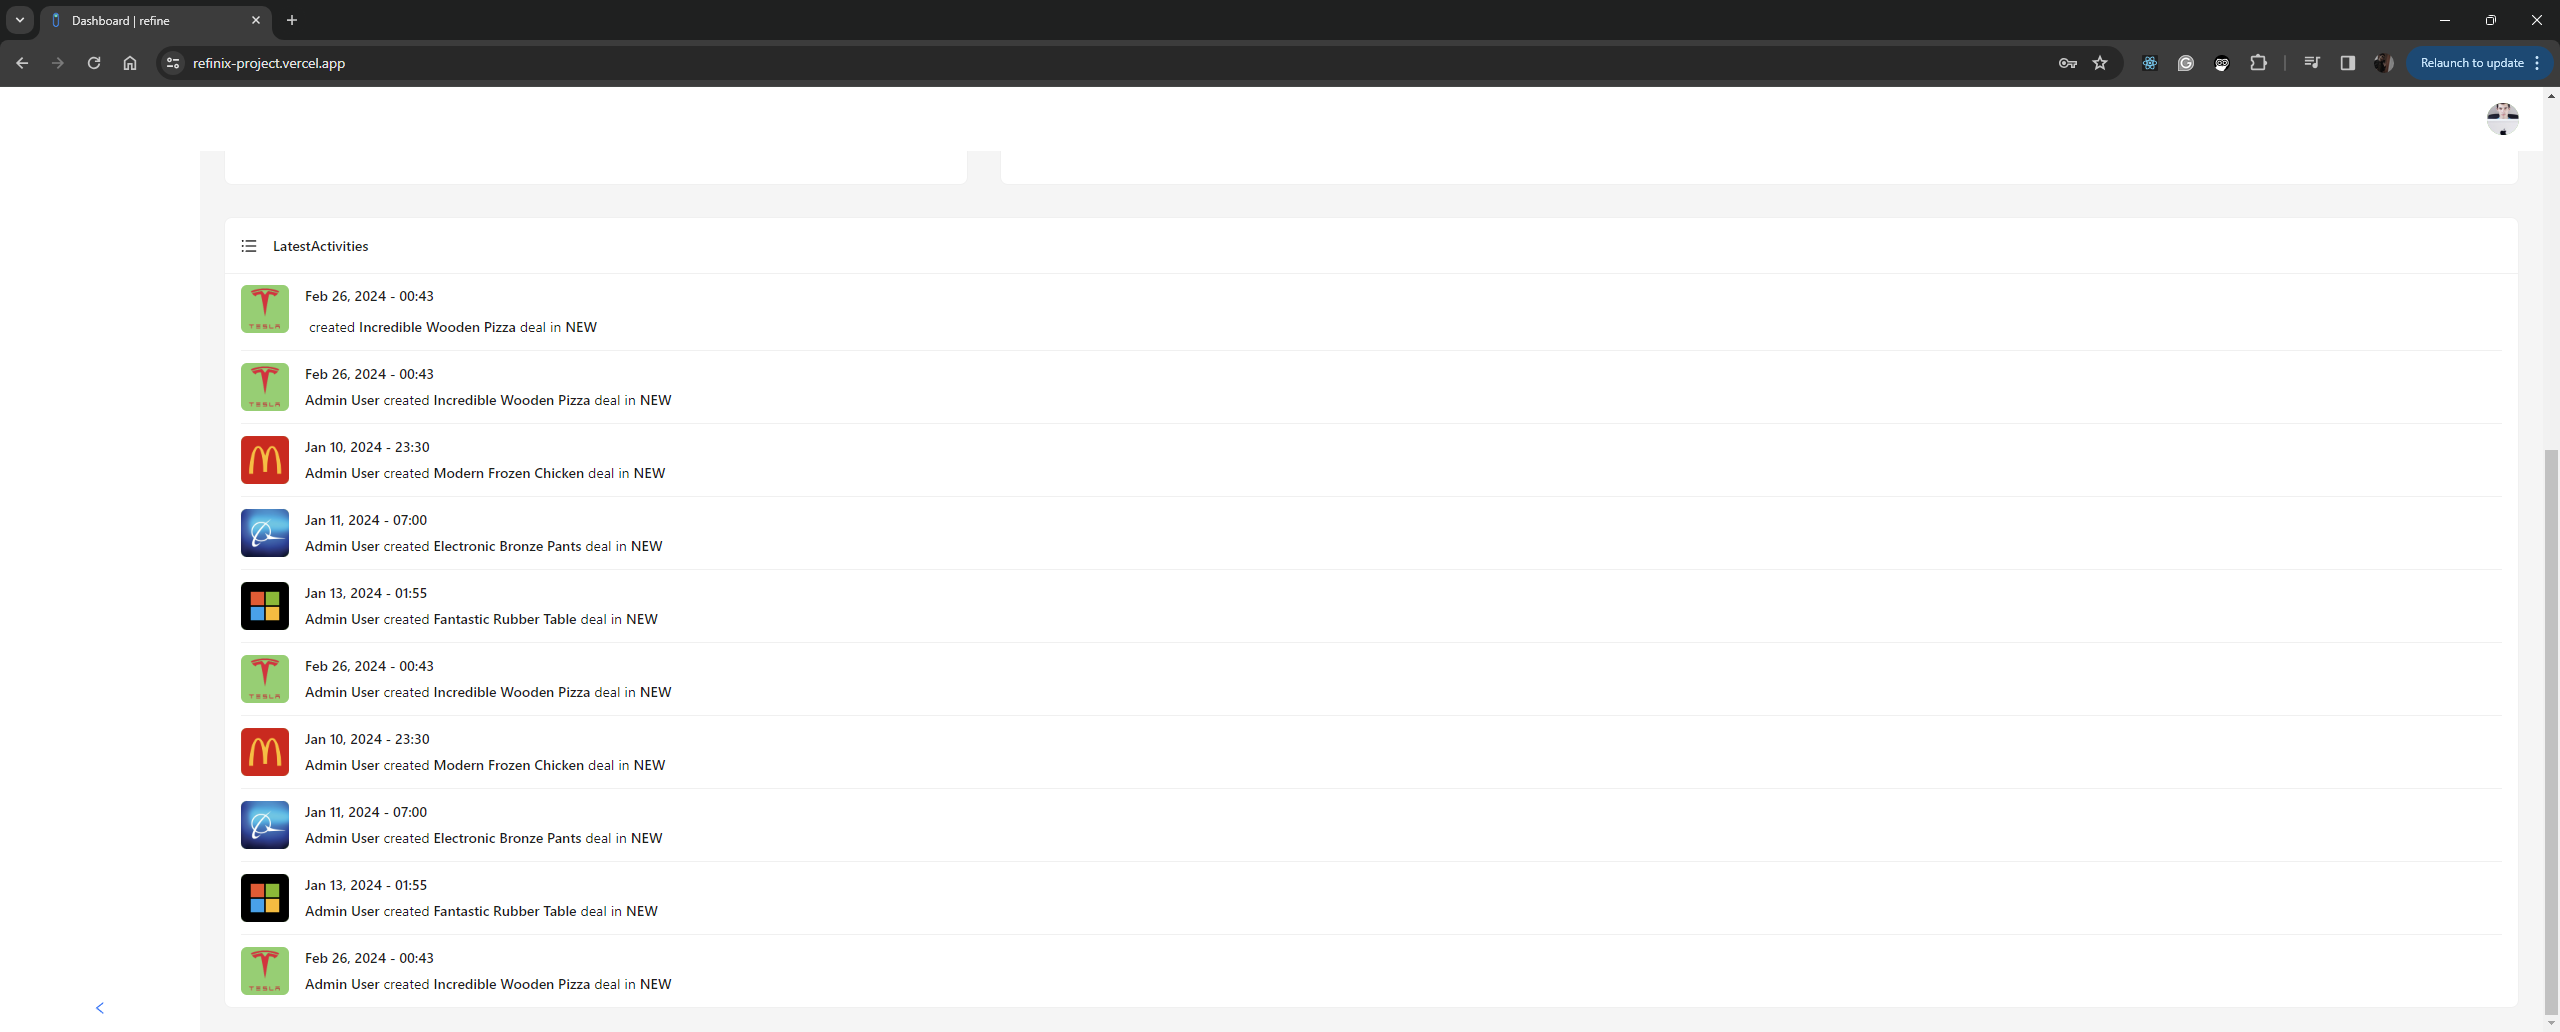 Dashboard | refine
refinix-project.vercel.app
Relaunch to update
LatestActivities
TESLA
Feb 26, 2024 - 00:43
created Incredible Wooden Pizza deal in NEW
TESLA
Feb 26, 2024 - 00:43
Admin User created Incredible Wooden Pizza deal in NEW
Jan 10, 2024 - 23:30
Admin User created Modern Frozen Chicken deal in NEW
Jan 11, 2024 - 07:00
Admin User created Electronic Bronze Pants deal in NEW
Jan 13, 2024 - 01:55
Admin User created Fantastic Rubber Table deal in NEW
TESLA
Feb 26, 2024 - 00:43
Admin User created Incredible Wooden Pizza deal in NEW
Jan 10, 2024 - 23:30
Admin User created Modern Frozen Chicken deal in NEW
Jan 11, 2024 - 07:00
Admin User created Electronic Bronze Pants deal in NEW
Jan 13, 2024 - 01:55
Admin User created Fantastic Rubber Table deal in NEW
TESLA
Feb 26, 2024 - 00:43
Admin User created Incredible Wooden Pizza deal in NEW